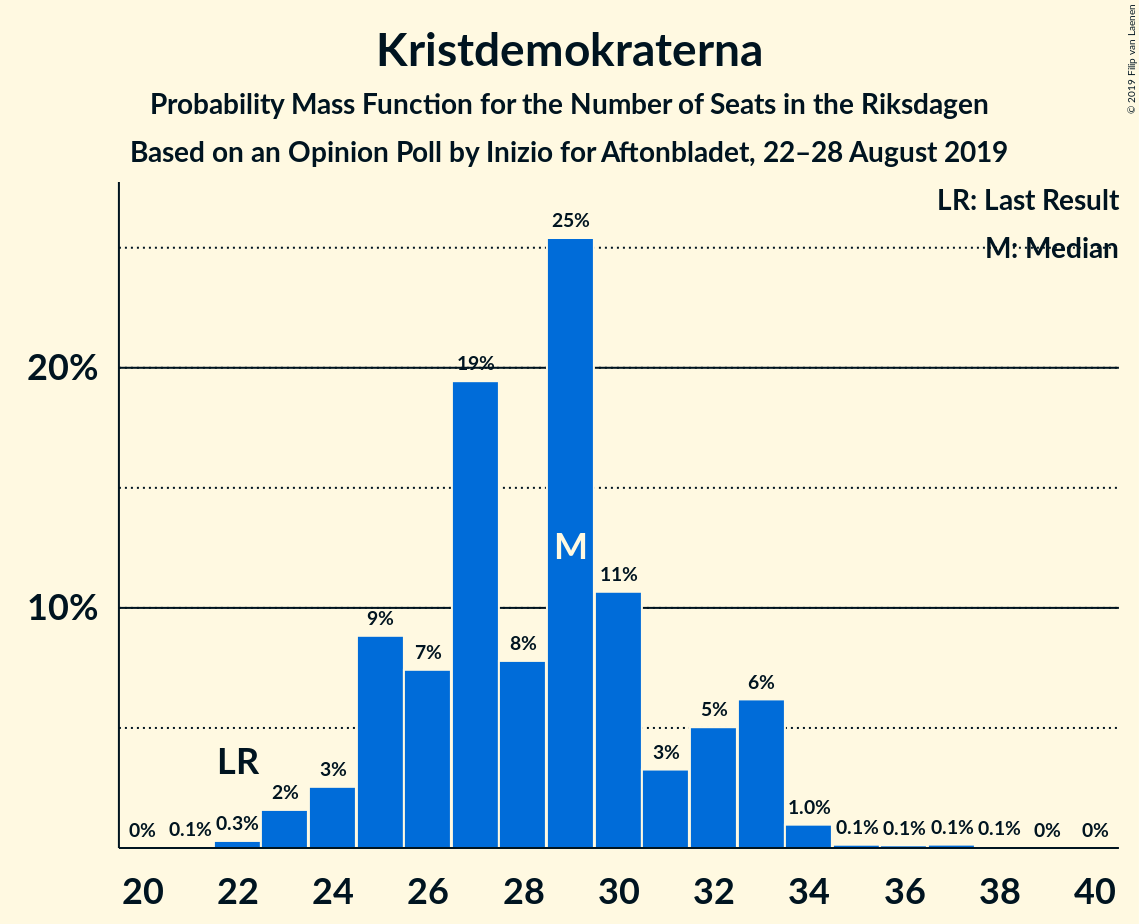 Kristdemokraterna
Probability Mass Function for the Number of Seats in the Riksdagen
Based on an Opinion Poll by Inizio for Aftonbladet, 22–28 August 2019
© 2019 Filip van Laenen
LR: Last Result
M: Median
20%
10%
0%
0.1%
0.3%
2%
3%
9%
7%
19%
8%
25%
11%
3%
5%
6%
1.0%
0.1%
0.1%
0.1%
0.1%
0%
0%
LR
M
20 22 24 26 28 30 32 34 36 38 40